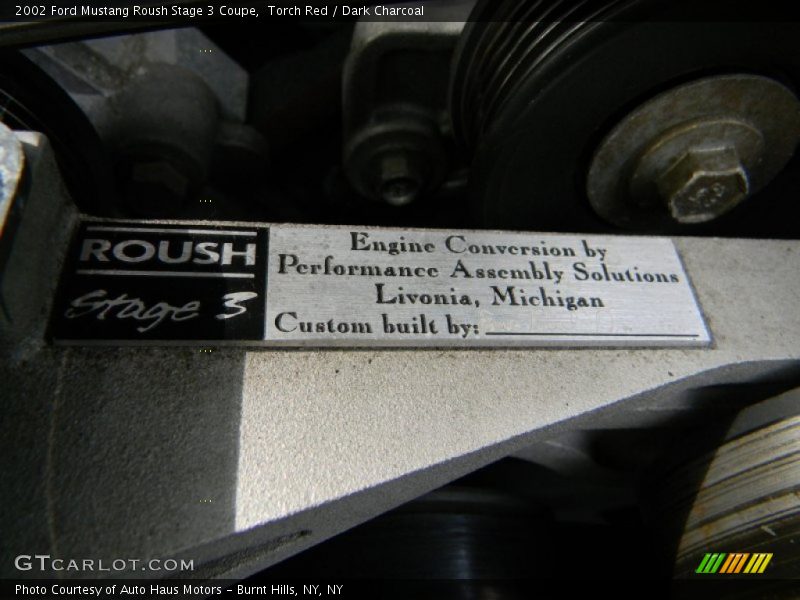 2002 Ford Mustang Roush Stage 3 Coupe,  Torch Red / Dark Charcoal
ROUSH
Stage 3
Engine Conversion by
Performance Assembly Solutions
Livonia, Michigan
Custom built by:
GTCARLOT.COM
Photo Courtesy of Auto Haus Motors – Burnt Hills, NY, NY